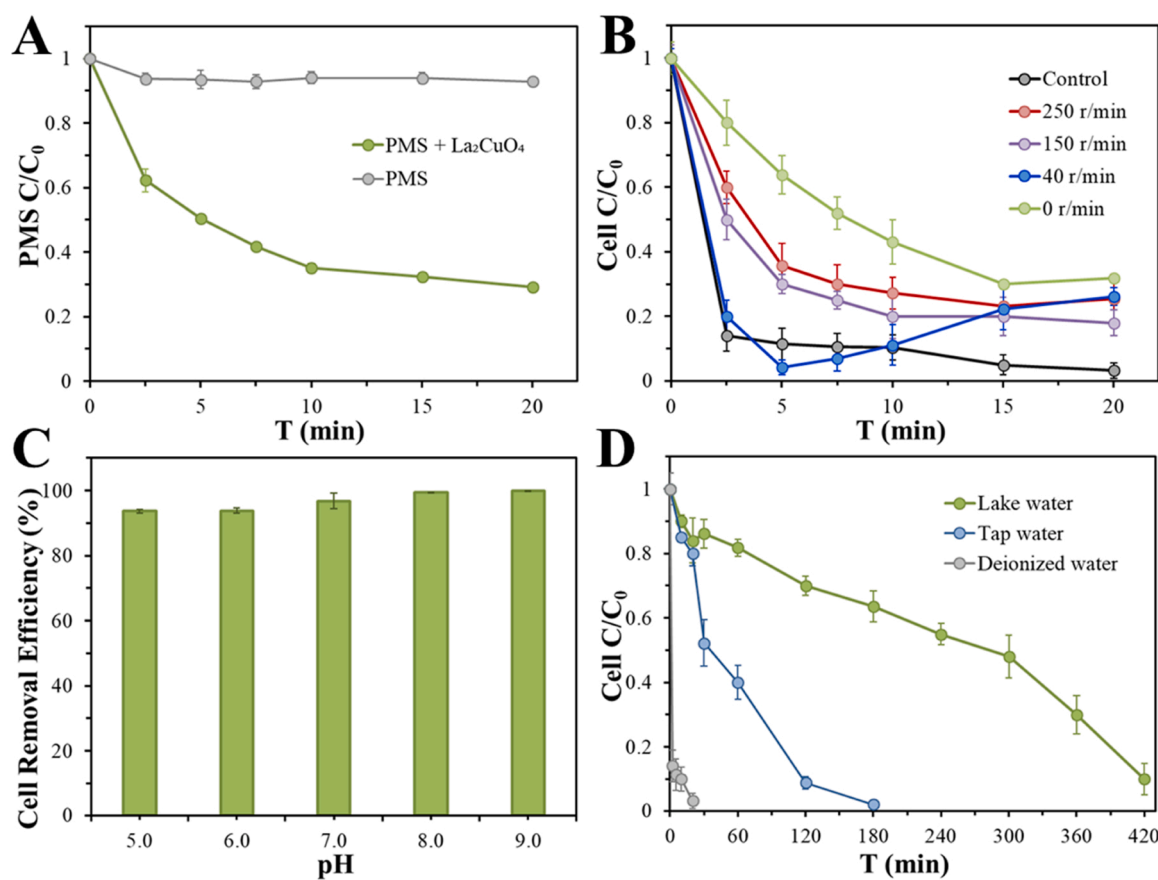 A
PMS C/C₀
1
0.8
0.6
0.4
0.2
0
0 5 10 15 20
T (min)
PMS + La₂CuO₄
PMS
B
Cell C/C₀
1
0.8
0.6
0.4
0.2
0
0 5 10 15 20
T (min)
Control
250 r/min
150 r/min
40 r/min
0 r/min
C
Cell Removal Efficiency (%)
100
80
60
40
20
0
5.0 6.0 7.0 8.0 9.0
pH
D
Cell C/C₀
1
0.8
0.6
0.4
0.2
0
0 60 120 180 240 300 360 420
T (min)
Lake water
Tap water
Deionized water